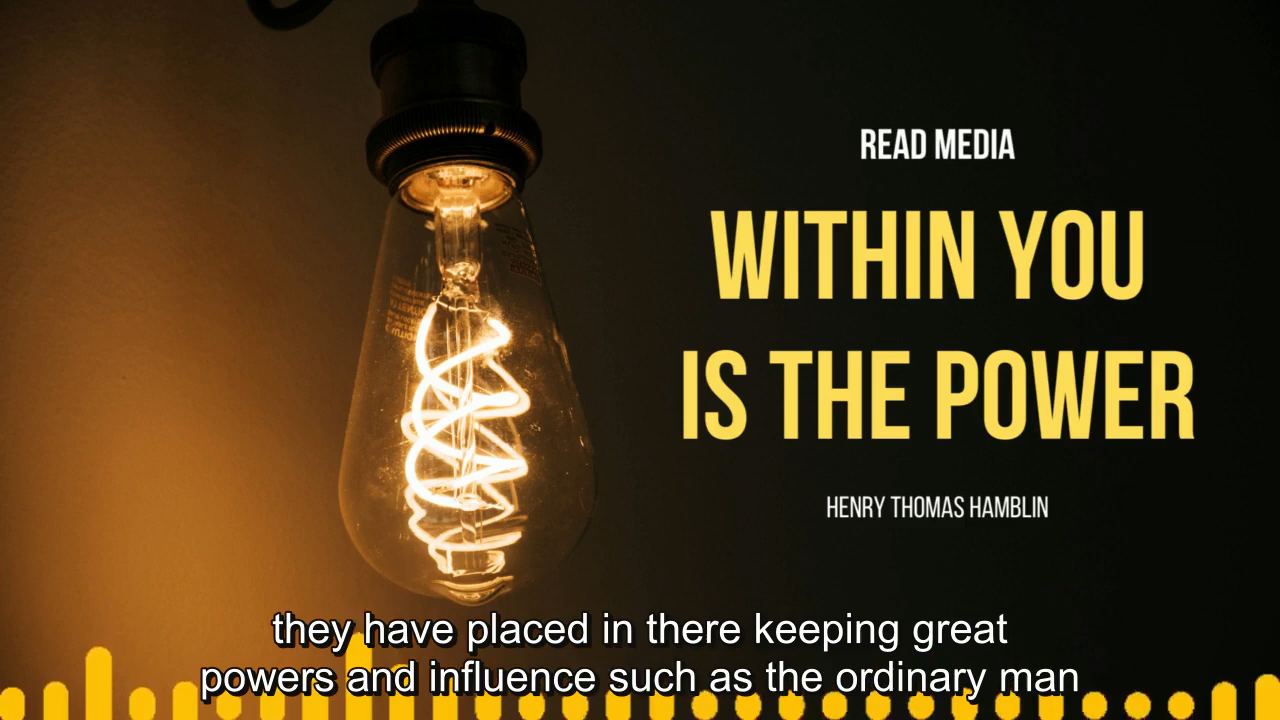 READ MEDIA
WITHIN YOU
IS THE POWER
HENRY THOMAS HAMBLIN
they have placed in there keeping great
powers and influence such as the ordinary man